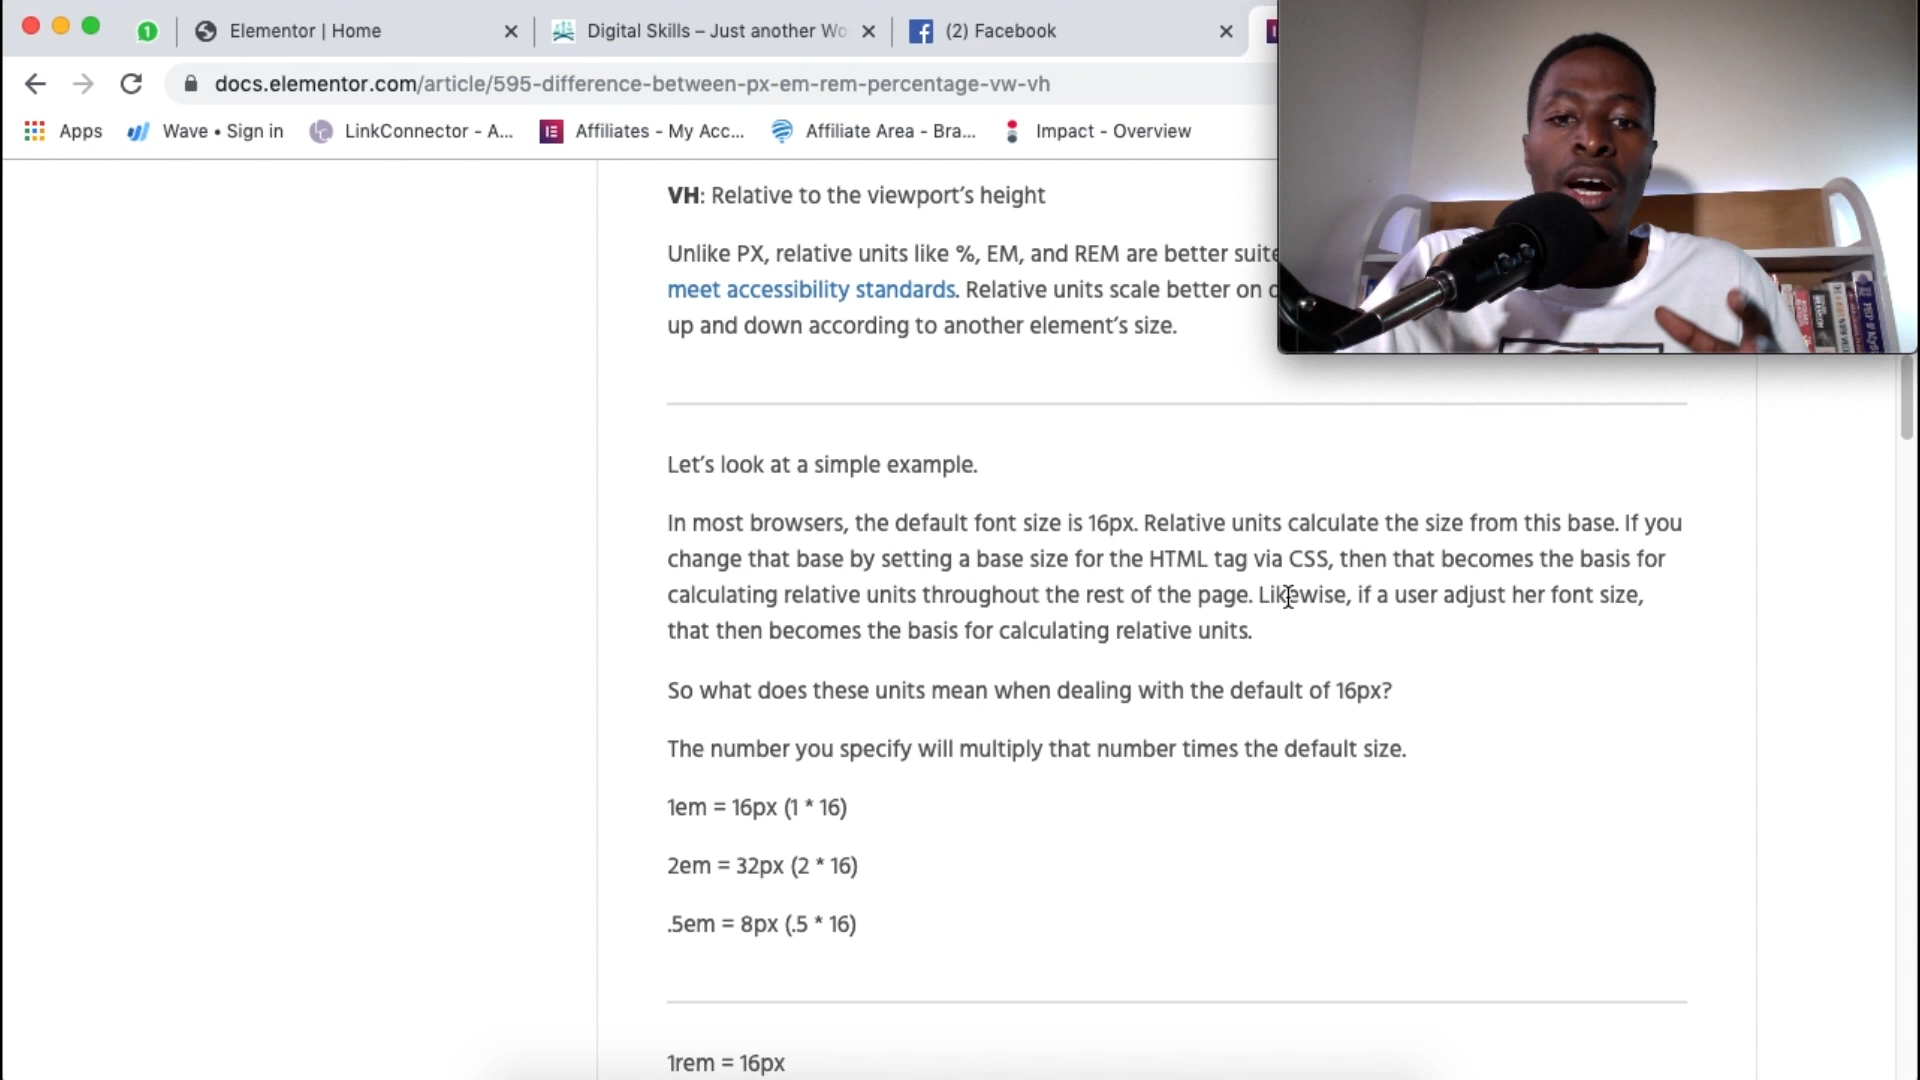 1
Elementor | Home
Digital Skills – Just another Wo
(2) Facebook
docs.elementor.com/article/595-difference-between-px-em-rem-percentage-vw-vh
Apps
Wave • Sign in
LinkConnector - A...
Affiliates - My Acc...
Affiliate Area - Bra...
Impact - Overview
VH: Relative to the viewport’s height
Unlike PX, relative units like %, EM, and REM are better suite
meet accessibility standards. Relative units scale better on
up and down according to another element’s size.
Let’s look at a simple example.
In most browsers, the default font size is 16px. Relative units calculate the size from this base. If you
change that base by setting a base size for the HTML tag via CSS, then that becomes the basis for
calculating relative units throughout the rest of the page. Likewise, if a user adjust her font size,
that then becomes the basis for calculating relative units.
So what does these units mean when dealing with the default of 16px?
The number you specify will multiply that number times the default size.
1em = 16px (1 * 16)
2em = 32px (2 * 16)
.5em = 8px (.5 * 16)
1rem = 16px